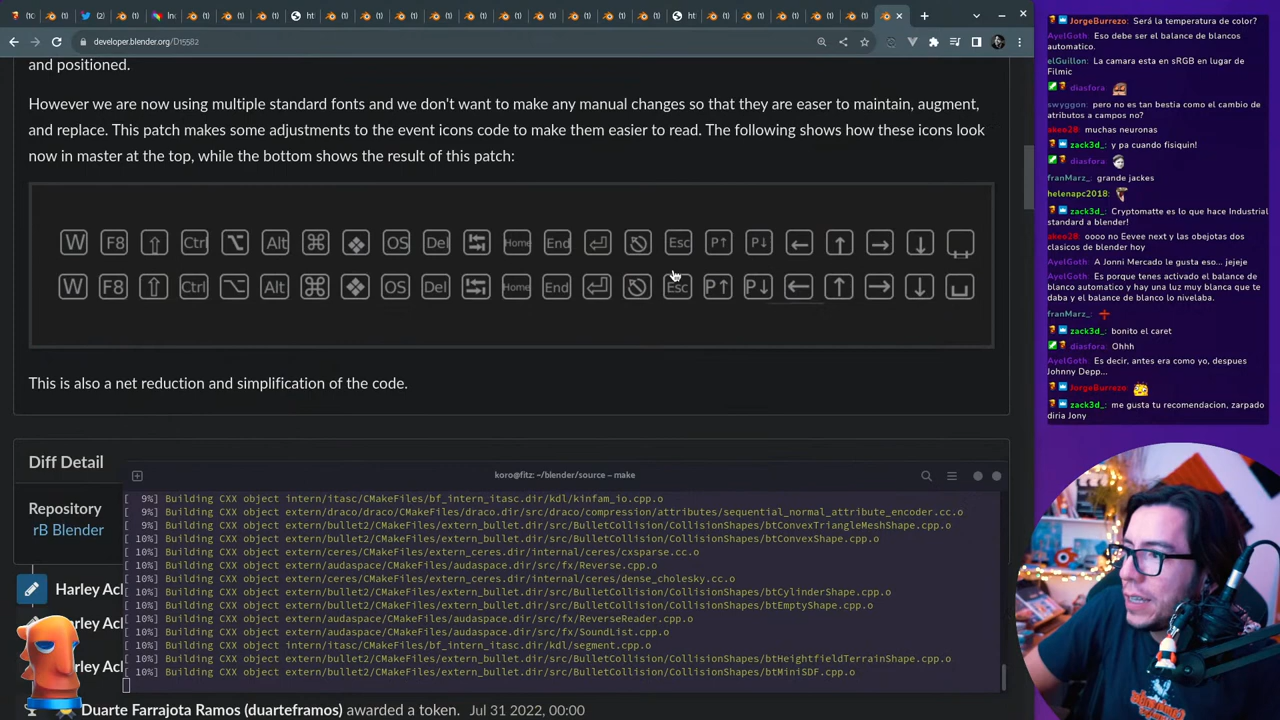 developer.blender.org/D15582
and positioned.
However we are now using multiple standard fonts and we don't want to make any manual changes so that they are easer to maintain, augment,
and replace. This patch makes some adjustments to the event icons code to make them easier to read. The following shows how these icons look
now in master at the top, while the bottom shows the result of this patch:
W F8 Ctrl Alt OS Del Home End Esc P↑ P↓ ← ↑ → ↓
W F8 Ctrl Alt OS Del Home End Esc P↑ P↓ ← ↑ → ↓
This is also a net reduction and simplification of the code.
Diff Detail
Repository
rB Blender
Harley Ac
Harley Ac
Duarte Farrajota Ramos (duarteframos) awarded a token. Jul 31 2022, 00:00
koro@fitz: ~/blender/source – make
[ 9%] Building CXX object intern/itasc/CMakeFiles/bf_intern_itasc.dir/kdl/kinfam_io.cpp.o
[ 9%] Building CXX object extern/draco/draco/CMakeFiles/draco.dir/src/draco/compression/attributes/sequential_normal_attribute_encoder.cc.o
[ 9%] Building CXX object extern/bullet2/CMakeFiles/extern_bullet.dir/src/BulletCollision/CollisionShapes/btConvexTriangleMeshShape.cpp.o
[ 10%] Building CXX object extern/bullet2/CMakeFiles/extern_bullet.dir/src/BulletCollision/CollisionShapes/btConvexShape.cpp.o
[ 10%] Building CXX object extern/ceres/CMakeFiles/extern_ceres.dir/internal/ceres/cxsparse.cc.o
[ 10%] Building CXX object extern/audaspace/CMakeFiles/audaspace.dir/src/fx/Reverse.cpp.o
[ 10%] Building CXX object extern/ceres/CMakeFiles/extern_ceres.dir/internal/ceres/dense_cholesky.cc.o
[ 10%] Building CXX object extern/bullet2/CMakeFiles/extern_bullet.dir/src/BulletCollision/CollisionShapes/btCylinderShape.cpp.o
[ 10%] Building CXX object extern/bullet2/CMakeFiles/extern_bullet.dir/src/BulletCollision/CollisionShapes/btEmptyShape.cpp.o
[ 10%] Building CXX object extern/audaspace/CMakeFiles/audaspace.dir/src/fx/ReverseReader.cpp.o
[ 10%] Building CXX object extern/audaspace/CMakeFiles/audaspace.dir/src/fx/SoundList.cpp.o
[ 10%] Building CXX object intern/itasc/CMakeFiles/bf_intern_itasc.dir/kdl/segment.cpp.o
[ 10%] Building CXX object extern/bullet2/CMakeFiles/extern_bullet.dir/src/BulletCollision/CollisionShapes/btHeightfieldTerrainShape.cpp.o
[ 10%] Building CXX object extern/bullet2/CMakeFiles/extern_bullet.dir/src/BulletCollision/CollisionShapes/btMiniSDF.cpp.o
JorgeBurrezo: Será la temperatura de color?
AyelGoth: Eso debe ser el balance de blancos
automatico.
elGuillon: La camara esta en sRGB en lugar de
Filmic
diasfora:
swyggon: pero no es tan bestia como el cambio de
atributos a campos no?
akeo28: muchas neuronas
zack3d_: y pa cuando fisiquin!
diasfora:
franMarz_: grande jackes
helenapc2018:
zack3d_: Cryptomatte es lo que hace Industrial
standard a blender!
akeo28: oooo no Eevee next y las obejotas dos
clasicos de blender hoy
AyelGoth: A Jonni Mercado le gusta eso... jejeje
AyelGoth: Es porque tenes activado el balance de
blanco automatico y hay una luz muy blanca que te
daba y el balance de blanco lo nivelaba.
franMarz_:
zack3d_: bonito el caret
diasfora: Ohhh
AyelGoth: Es decir, antes era como yo, despues
Johnny Depp...
JorgeBurrezo:
zack3d_: me gusta tu recomendacion, zarpado
diria Jony